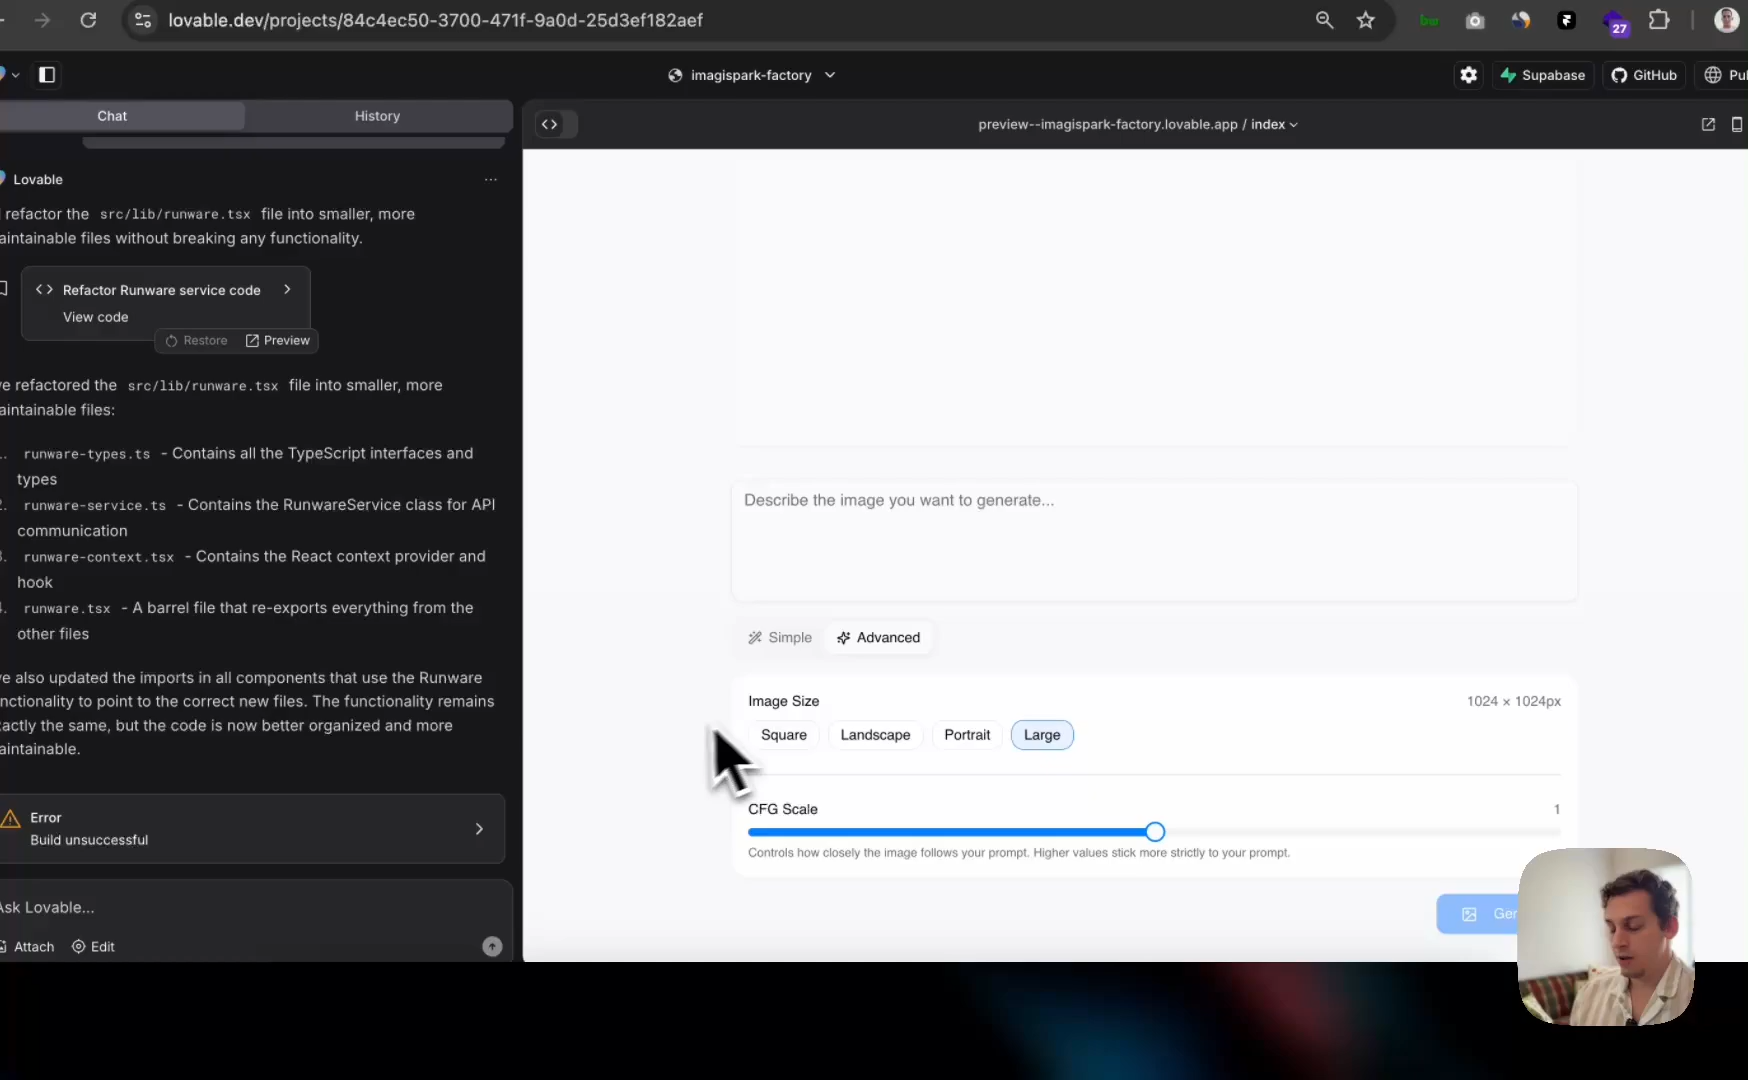 lovable.dev/projects/84c4ec50-3700-471f-9a0d-25d3ef182aef
27
imagispark-factory
Supabase
GitHub
Pul
Chat
History
preview--imagispark-factory.lovable.app / index
Lovable
refactor the src/lib/runware.tsx file into smaller, more
aintainable files without breaking any functionality.
Refactor Runware service code
View code
Restore
Preview
ve refactored the src/lib/runware.tsx file into smaller, more
aintainable files:
runware-types.ts - Contains all the TypeScript interfaces and
types
2. runware-service.ts - Contains the RunwareService class for API
communication
3. runware-context.tsx - Contains the React context provider and
hook
4. runware.tsx - A barrel file that re-exports everything from the
other files
ve also updated the imports in all components that use the Runware
nctionality to point to the correct new files. The functionality remains
actly the same, but the code is now better organized and more
aintainable.
Error
Build unsuccessful
Ask Lovable...
Attach
Edit
Describe the image you want to generate...
Simple
Advanced
Image Size
1024 × 1024px
Square
Landscape
Portrait
Large
CFG Scale
1
Controls how closely the image follows your prompt. Higher values stick more strictly to your prompt.
Ger